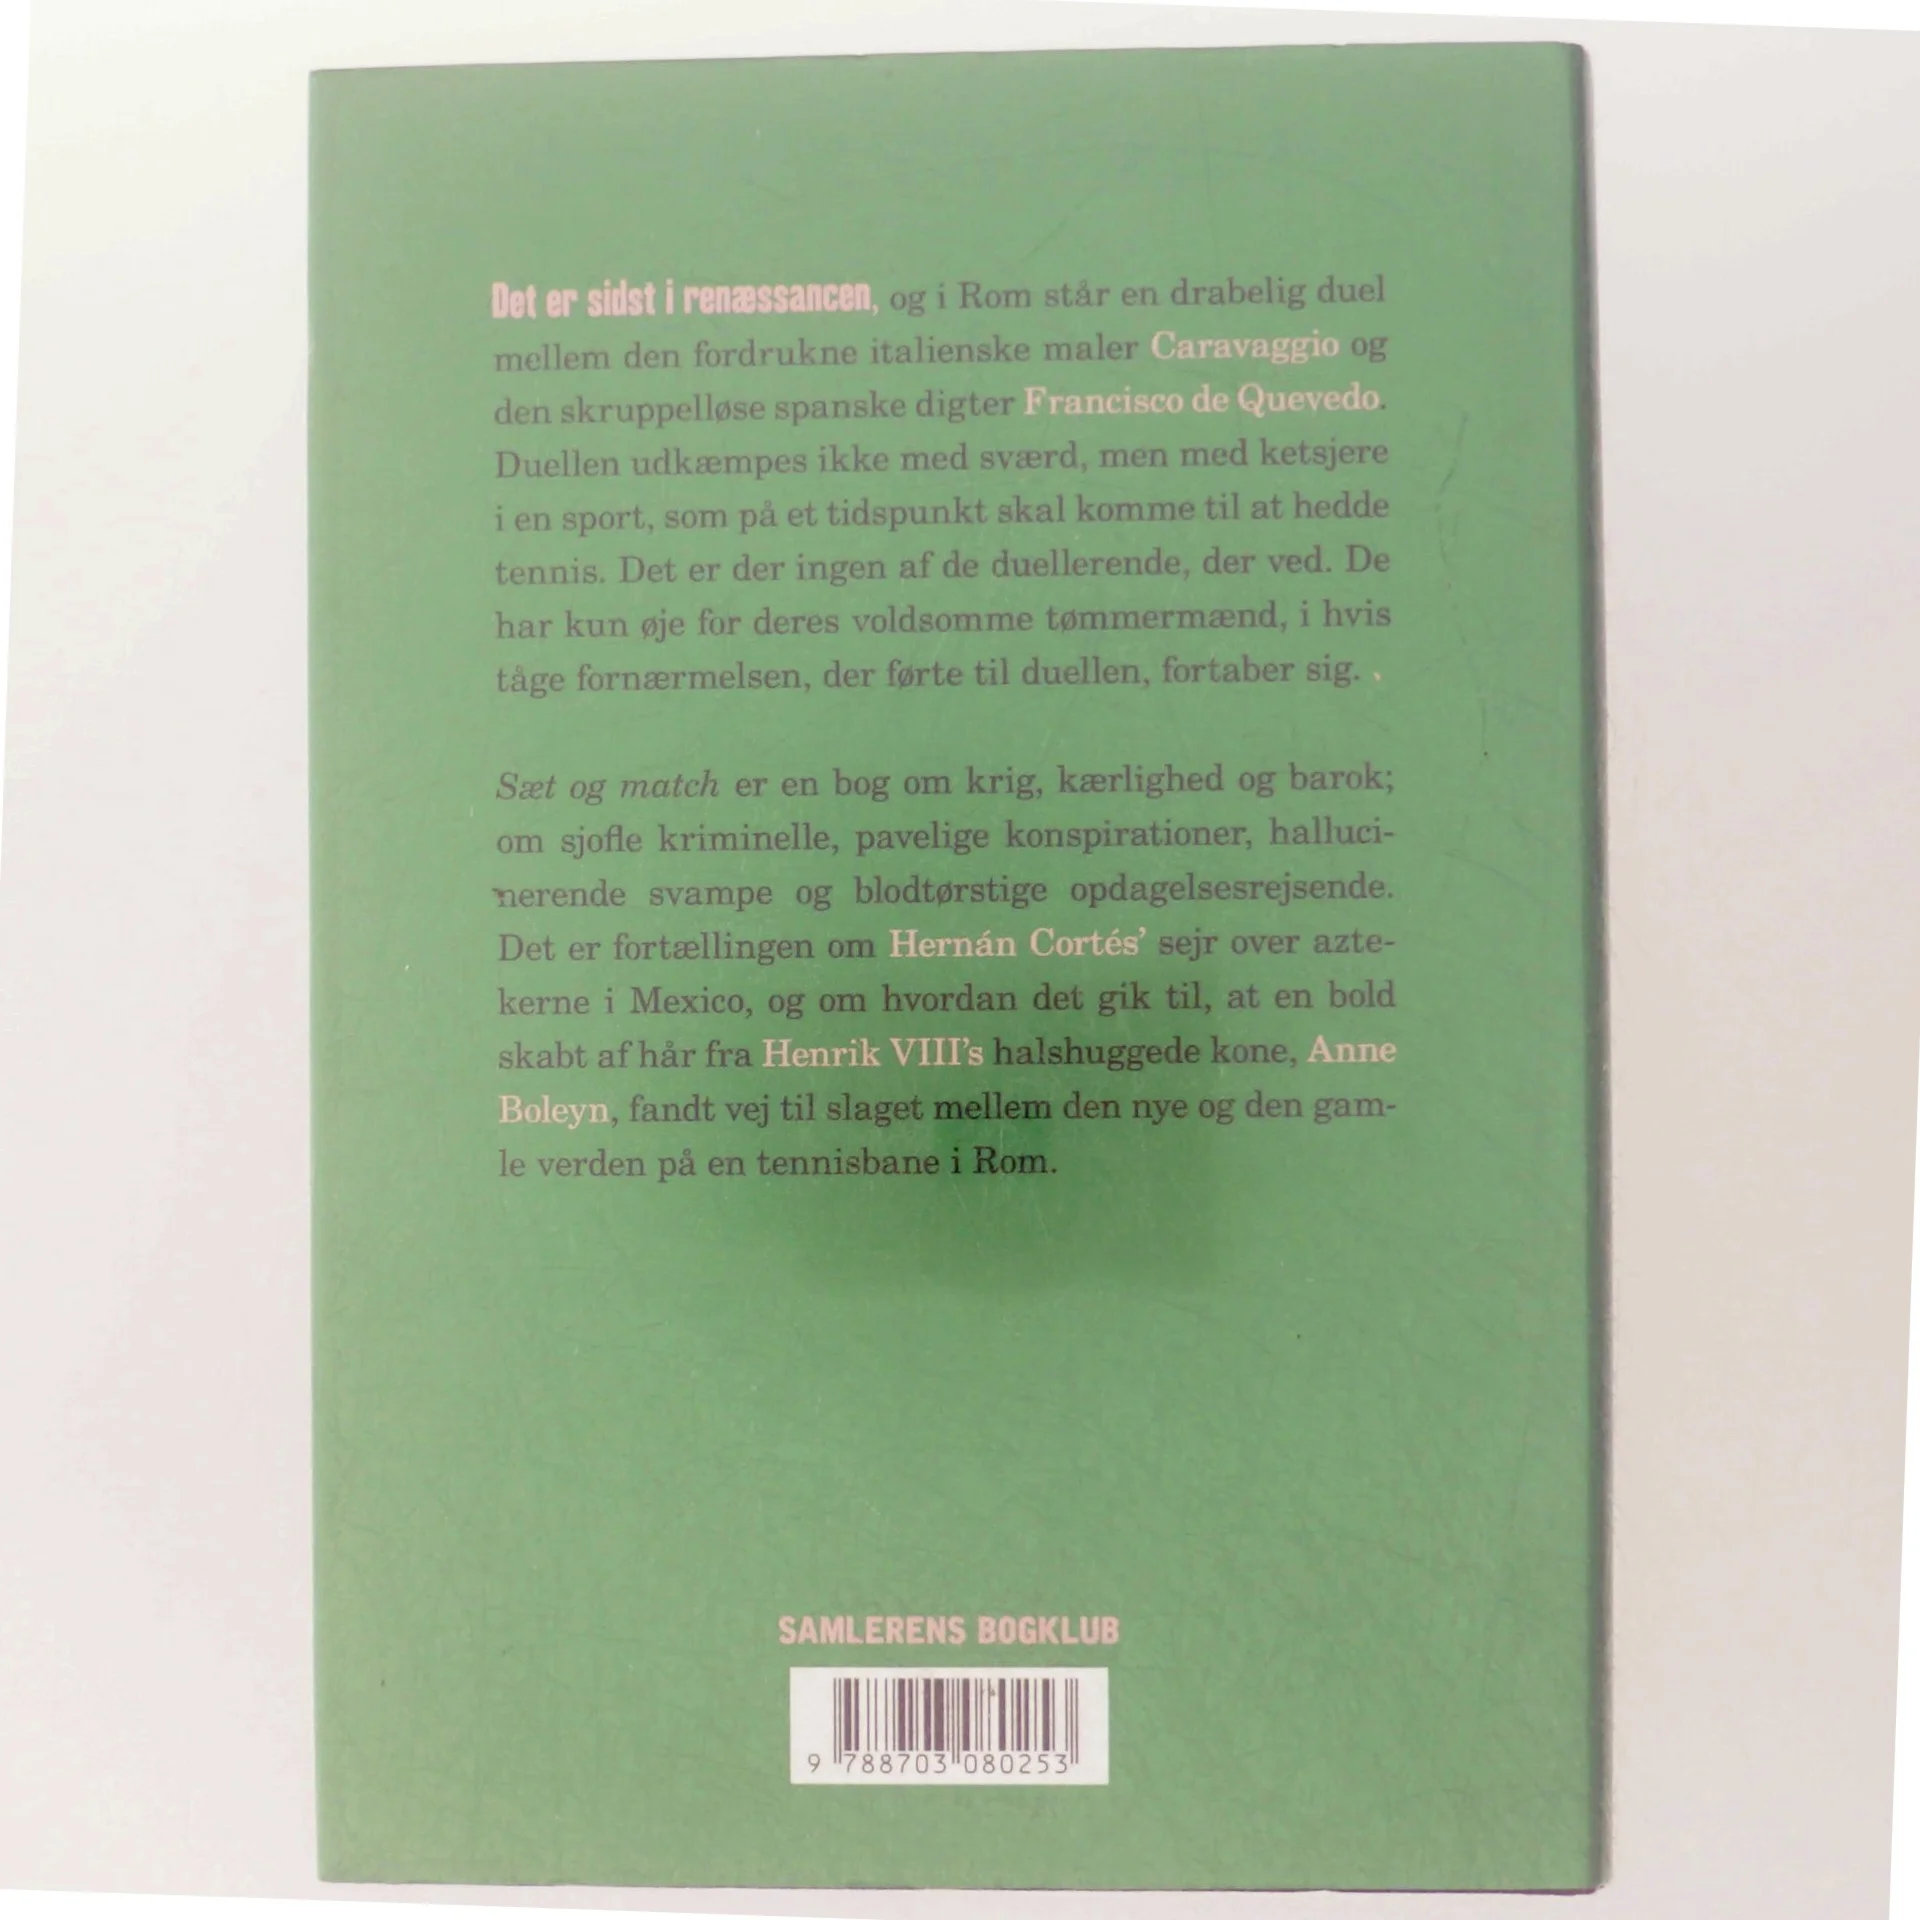 Det er sidst i renæssancen, og i Rom står en drabelig duel
mellem den fordrukne italienske maler Caravaggio og
den skruppelløse spanske digter Francisco de Quevedo.
Duellen udkæmpes ikke med sværd, men med ketsjere
i en sport, som på et tidspunkt skal komme til at hedde
tennis. Det er der ingen af de duellerende, der ved. De
har kun øje for deres voldsomme tømmermænd, i hvis
tåge fornærmelsen, der førte til duellen, fortaber sig.
Sæt og match er en bog om krig, kærlighed og barok;
om sjofle kriminelle, pavelige konspirationer, halluci-
nerende svampe og blodtørstige opdagelsesrejsende.
Det er fortællingen om Hernán Cortés' sejr over azte-
kerne i Mexico, og om hvordan det gik til, at en bold
skabt af hår fra Henrik VIII's halshuggede kone, Anne
Boleyn, fandt vej til slaget mellem den nye og den gam-
le verden på en tennisbane i Rom.
SAMLERENS BOGKLUB
9 788703 080253